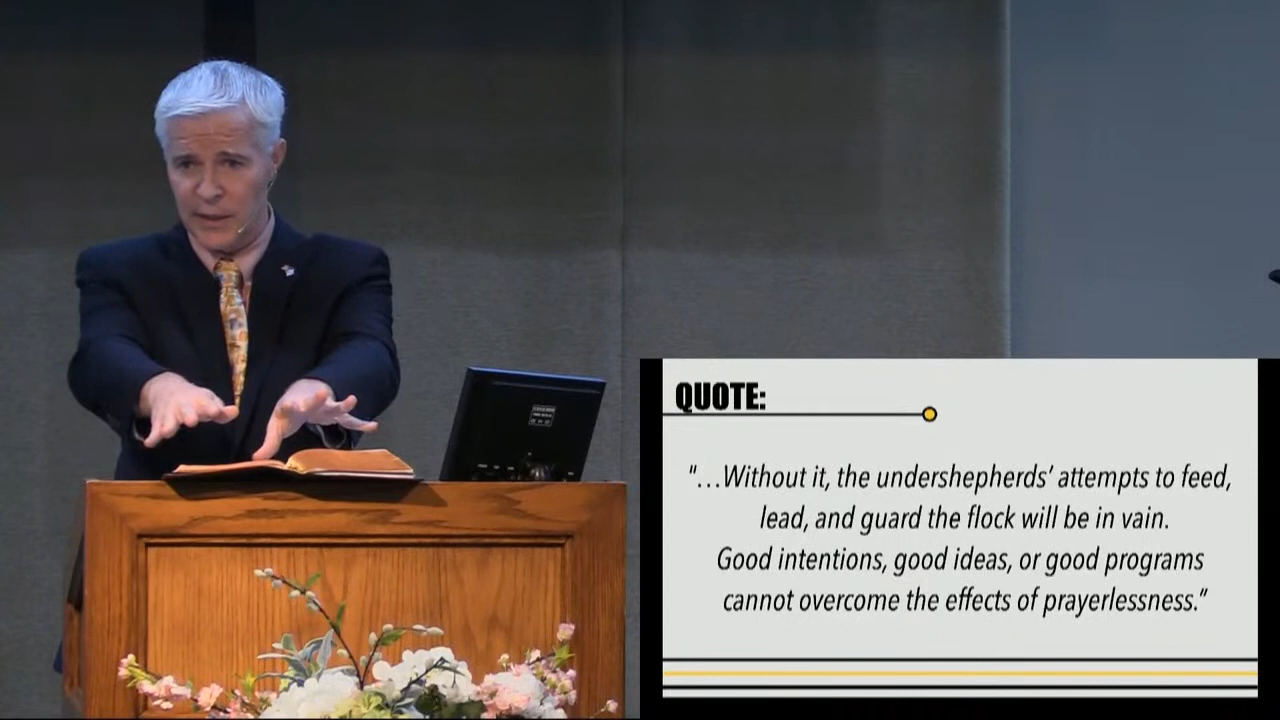 QUOTE:
"...Without it, the undershepherds' attempts to feed,
lead, and guard the flock will be in vain.
Good intentions, good ideas, or good programs
cannot overcome the effects of prayerlessness."